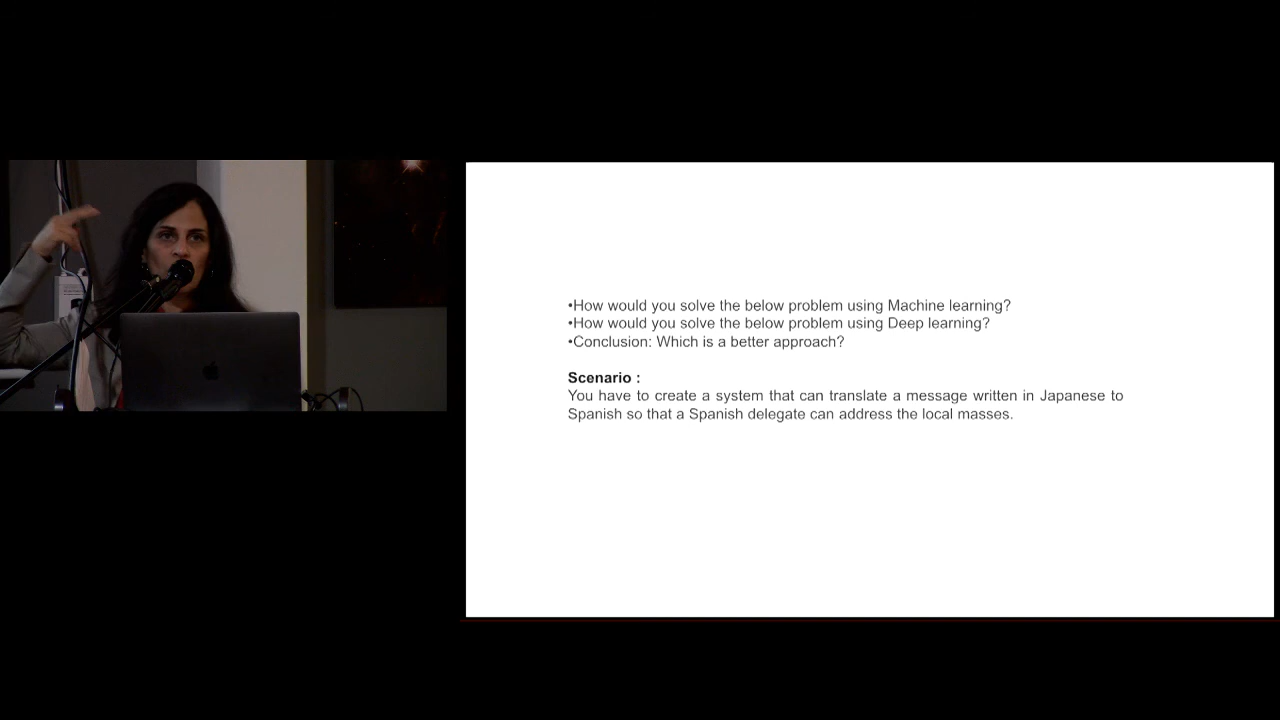 •How would you solve the below problem using Machine learning?
•How would you solve the below problem using Deep learning?
•Conclusion: Which is a better approach?
Scenario :
You have to create a system that can translate a message written in Japanese to
Spanish so that a Spanish delegate can address the local masses.